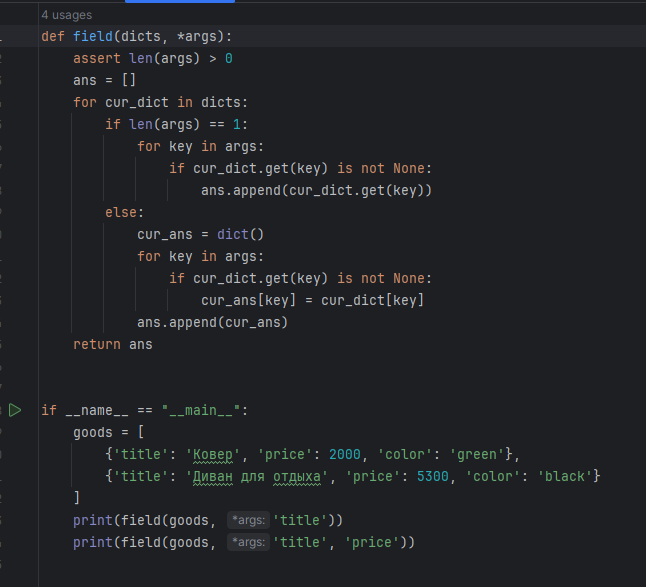 4 usages
def field(dicts, *args):
    assert len(args) > 0
    ans = []
    for cur_dict in dicts:
        if len(args) == 1:
            for key in args:
                if cur_dict.get(key) is not None:
                    ans.append(cur_dict.get(key))
        else:
            cur_ans = dict()
            for key in args:
                if cur_dict.get(key) is not None:
                    cur_ans[key] = cur_dict[key]
            ans.append(cur_ans)
    return ans
if __name__ == "__main__":
    goods = [
        {'title': 'Ковер', 'price': 2000, 'color': 'green'},
        {'title': 'Диван для отдыха', 'price': 5300, 'color': 'black'}
    ]
    print(field(goods, *args: 'title'))
    print(field(goods, *args: 'title', 'price'))